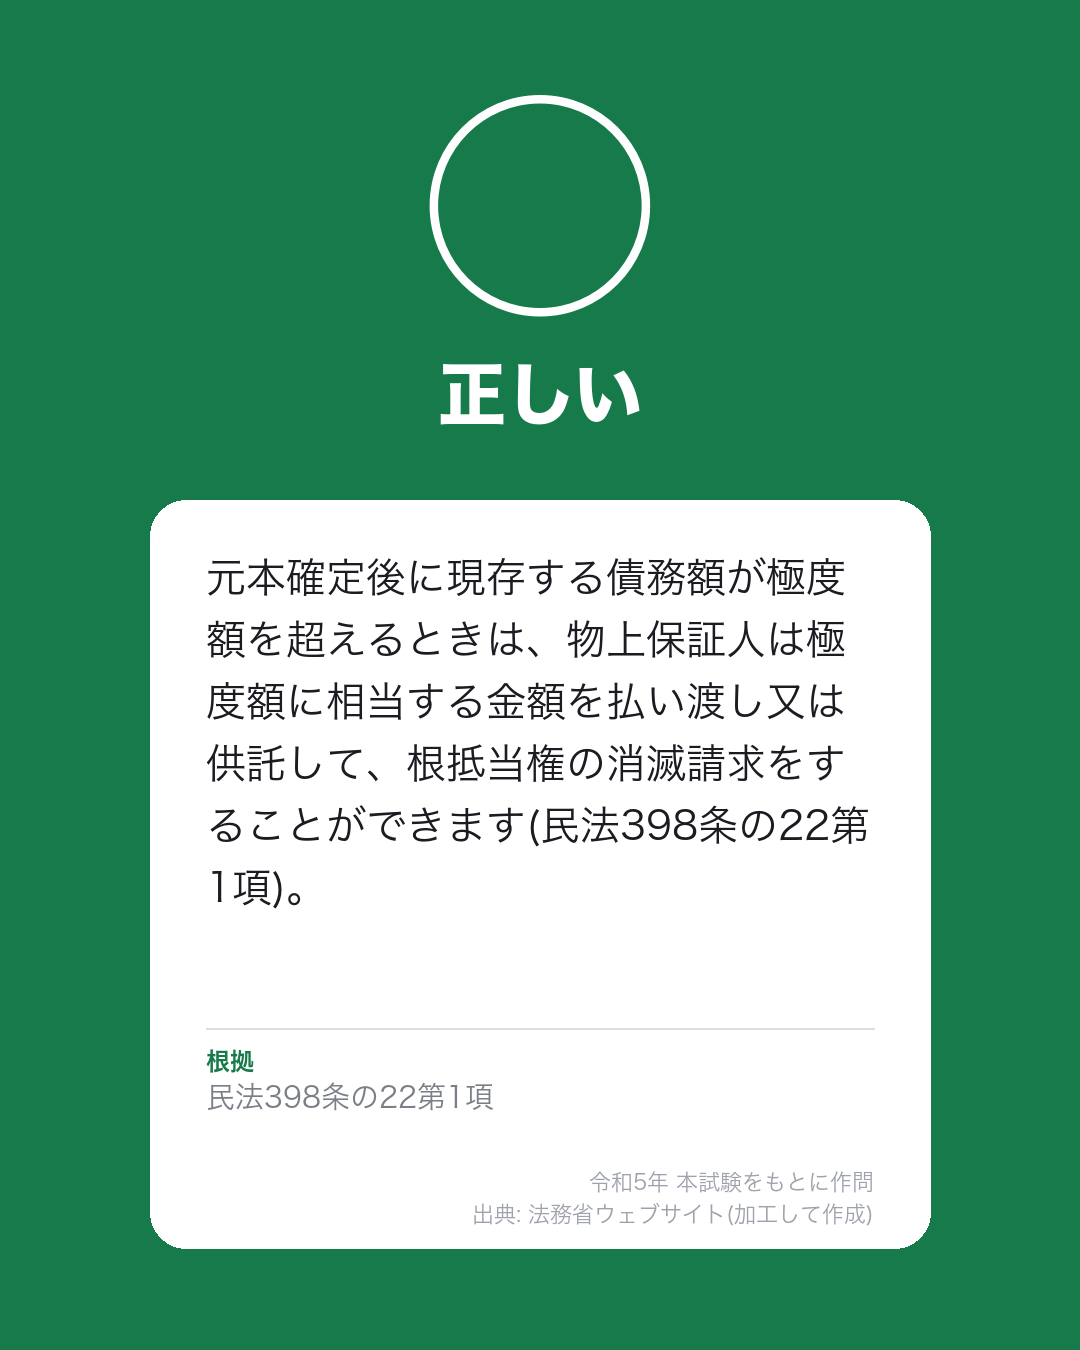 正しい
元本確定後に現存する債務額が極度
額を超えるときは、物上保証人は極
度額に相当する金額を払い渡し又は
供託して、根抵当権の消滅請求をす
ることができます(民法398条の22第
1項)。
根拠
民法398条の22第1項
令和5年 本試験をもとに作問
出典: 法務省ウェブサイト(加工して作成)